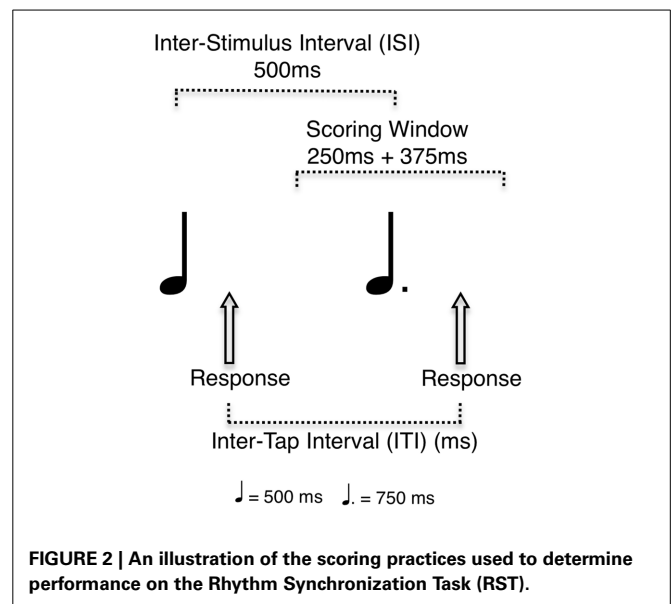 Inter-Stimulus Interval (ISI)
500ms
Scoring Window
250ms + 375ms
Response Response
Inter-Tap Interval (ITI) (ms)
♩ = 500 ms ♩. = 750 ms
FIGURE 2 | An illustration of the scoring practices used to determine
performance on the Rhythm Synchronization Task (RST).